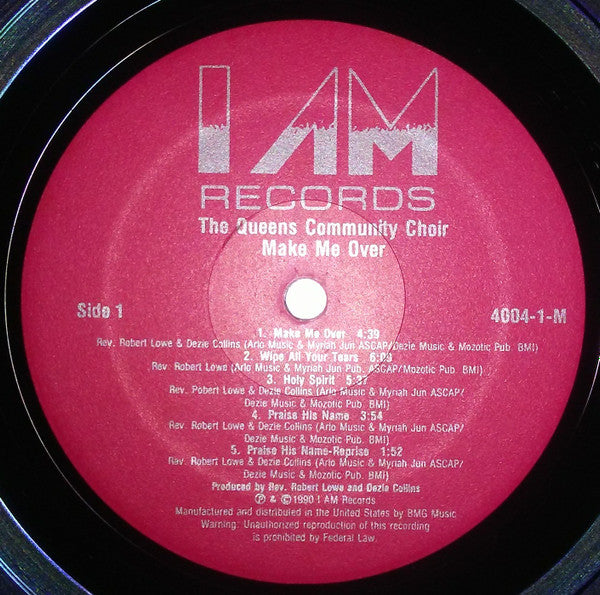 I AM
RECORDS
The Queens Community Choir
Make Me Over
Side 1
4004-1-M
1. Make Me Over 4:39
Rev. Robert Lowe & Dezie Collins (Arlo Music & Myriah Jun ASCAP/Dezie Music & Mozotic Pub. BMI)
2. Wipe All Your Tears 6:09
Rev. Robert Lowe (Arlo Music & Myriah Jun Pub. ASCAP/Mozotic Pub. BMI)
3. Holy Spirit 5:37
Rev. Robert Lowe & Dezie Collins (Arlo Music & Myriah Jun ASCAP/
Dezie Music & Mozotic Pub. BMI)
4. Praise His Name 3:54
Rev. Robert Lowe & Dezie Collins (Arlo Music & Myriah Jun ASCAP/
Dezie Music & Mozotic Pub. BMI)
5. Praise His Name-Reprise 1:52
Rev. Robert Lowe & Dezie Collins (Arlo Music & Myriah Jun ASCAP/
Dezie Music & Mozotic Pub. BMI)
Produced by Rev. Robert Lowe and Dezie Collins
℗ & ©1990 I AM Records
Manufactured and distributed in the United States by BMG Music
Warning: Unauthorized reproduction of this recording
is prohibited by Federal Law.